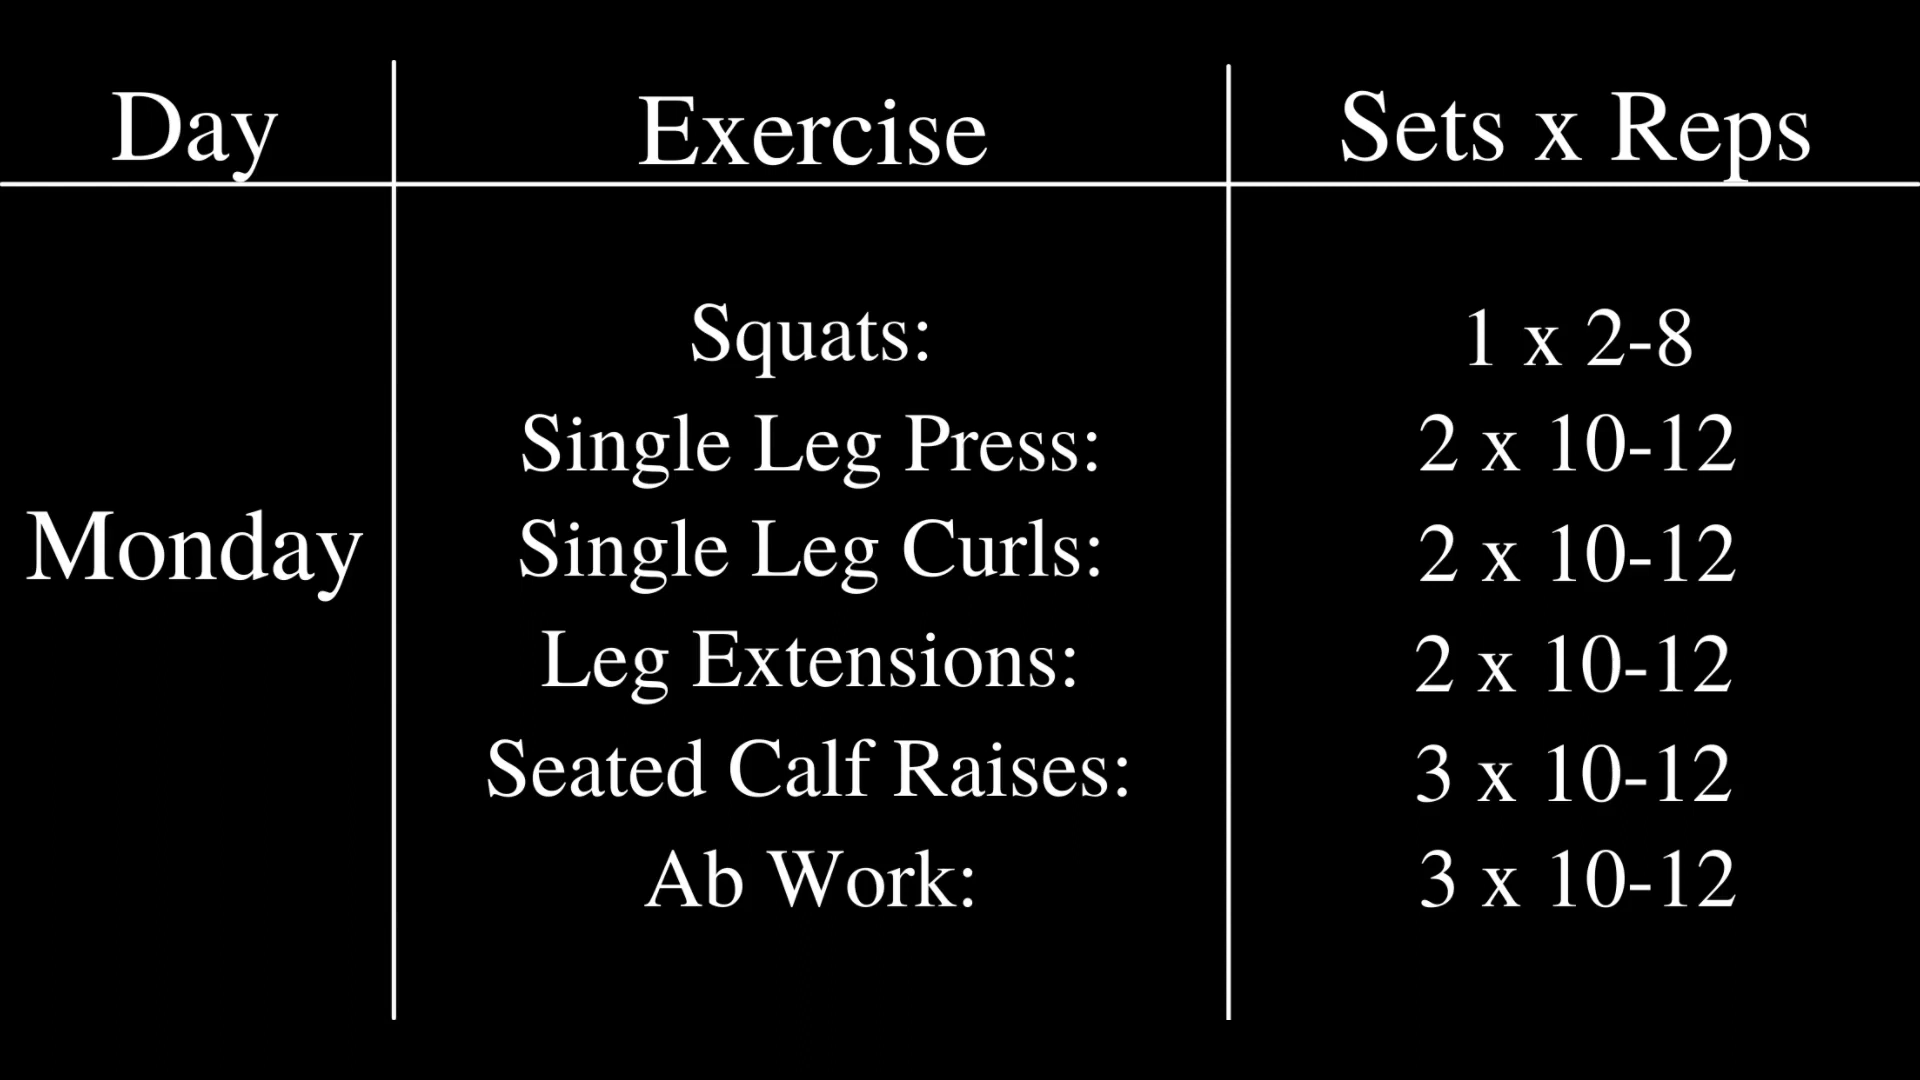 Day Exercise Sets x Reps
Monday
Squats: 1 x 2-8
Single Leg Press: 2 x 10-12
Single Leg Curls: 2 x 10-12
Leg Extensions: 2 x 10-12
Seated Calf Raises: 3 x 10-12
Ab Work: 3 x 10-12